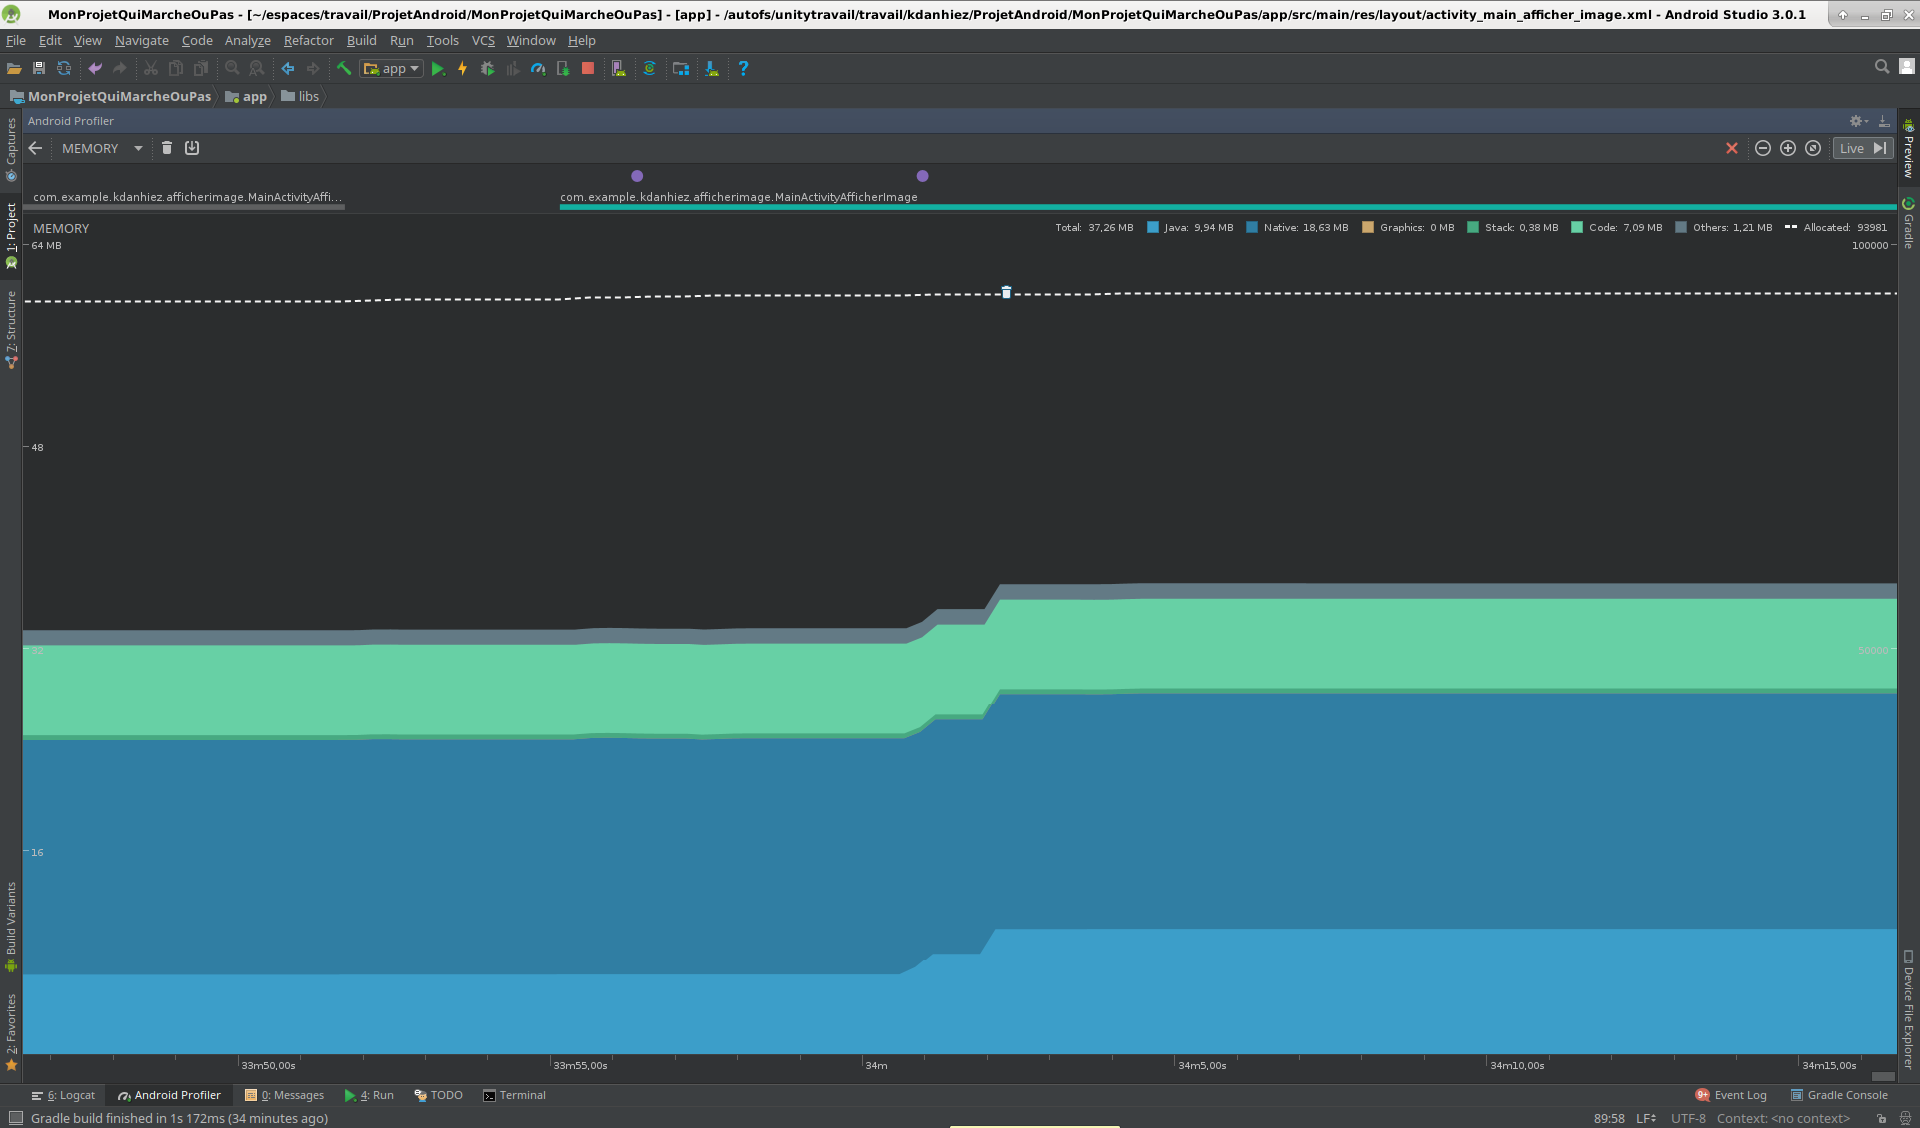 MonProjetQuiMarcheOuPas - [~/espaces/travail/ProjetAndroid/MonProjetQuiMarcheOuPas] - [app] - /autofs/unitytravail/travail/kdanhiez/ProjetAndroid/MonProjetQuiMarcheOuPas/app/src/main/res/layout/activity_main_afficher_image.xml - Android Studio 3.0.1
File Edit View Navigate Code Analyze Refactor Build Run Tools VCS Window Help
app
MonProjetQuiMarcheOuPas app libs
Android Profiler
MEMORY Live
com.example.kdanhiez.afficherimage.MainActivityAffi... com.example.kdanhiez.afficherimage.MainActivityAfficherImage
MEMORY Total: 37,26 MB Java: 9,94 MB Native: 18,63 MB Graphics: 0 MB Stack: 0,38 MB Code: 7,09 MB Others: 1,21 MB Allocated: 93981
64 MB 100000
48
32 50000
16
33m50,00s 33m55,00s 34m 34m5,00s 34m10,00s 34m15,00s
Captures
1: Project
7: Structure
Build Variants
2: Favorites
Preview
Gradle
Device File Explorer
6: Logcat Android Profiler 0: Messages 4: Run TODO Terminal 9+ Event Log Gradle Console
Gradle build finished in 1s 172ms (34 minutes ago) 89:58 LF UTF-8 Context: <no context>